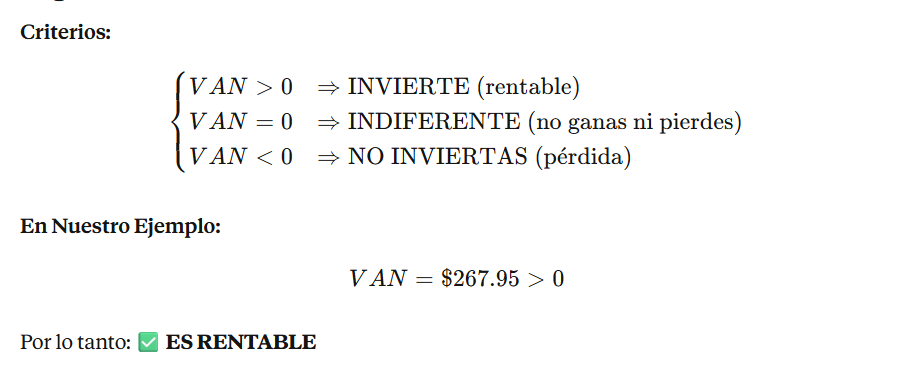 Criterios:
VAN > 0 ⇒ INVIERTE (rentable)
VAN = 0 ⇒ INDIFERENTE (no ganas ni pierdes)
VAN < 0 ⇒ NO INVIERTAS (pérdida)
En Nuestro Ejemplo:
VAN = $267.95 > 0
Por lo tanto: ✅ ES RENTABLE